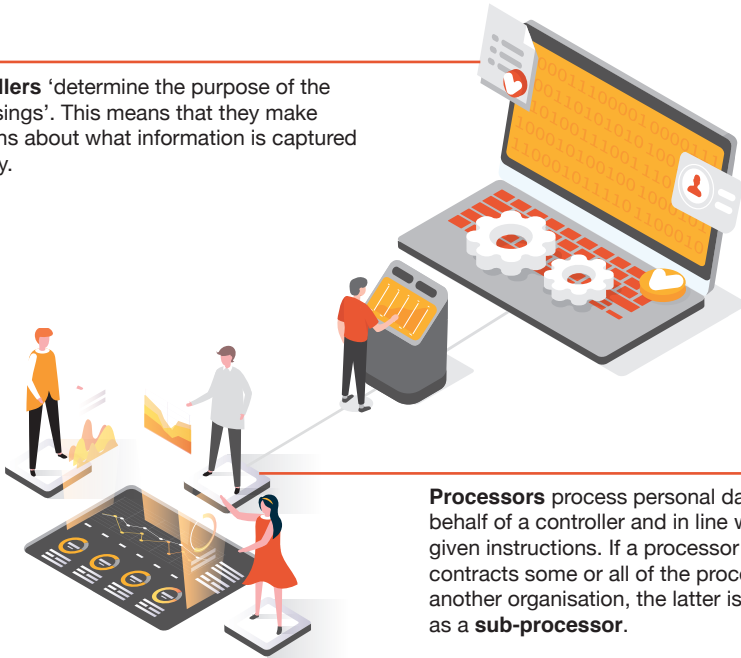 llers ‘determine the purpose of the
sings’. This means that they make
ns about what information is captured
y.
Processors process personal da
behalf of a controller and in line w
given instructions. If a processor
contracts some or all of the proce
another organisation, the latter is
as a sub-processor.